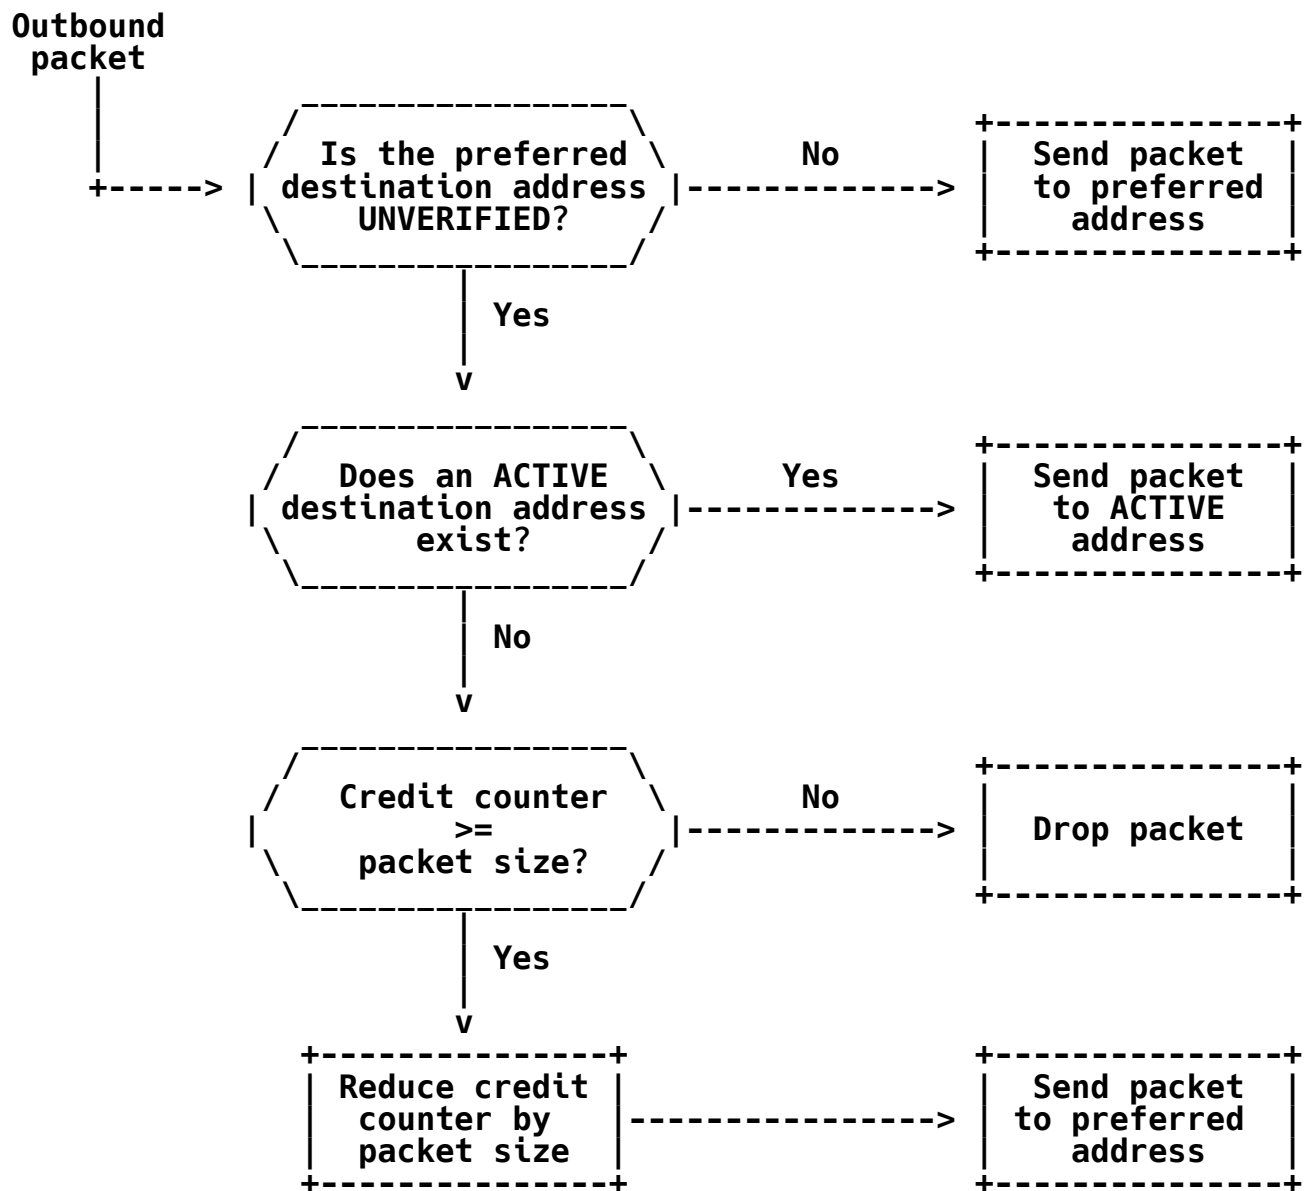 Outbound
packet
Is the preferred
destination address
UNVERIFIED?
No
Send packet
to preferred
address
Yes
Does an ACTIVE
destination address
exist?
Yes
Send packet
to ACTIVE
address
No
Credit counter
>=
packet size?
No
Drop packet
Yes
Reduce credit
counter by
packet size
Send packet
to preferred
address